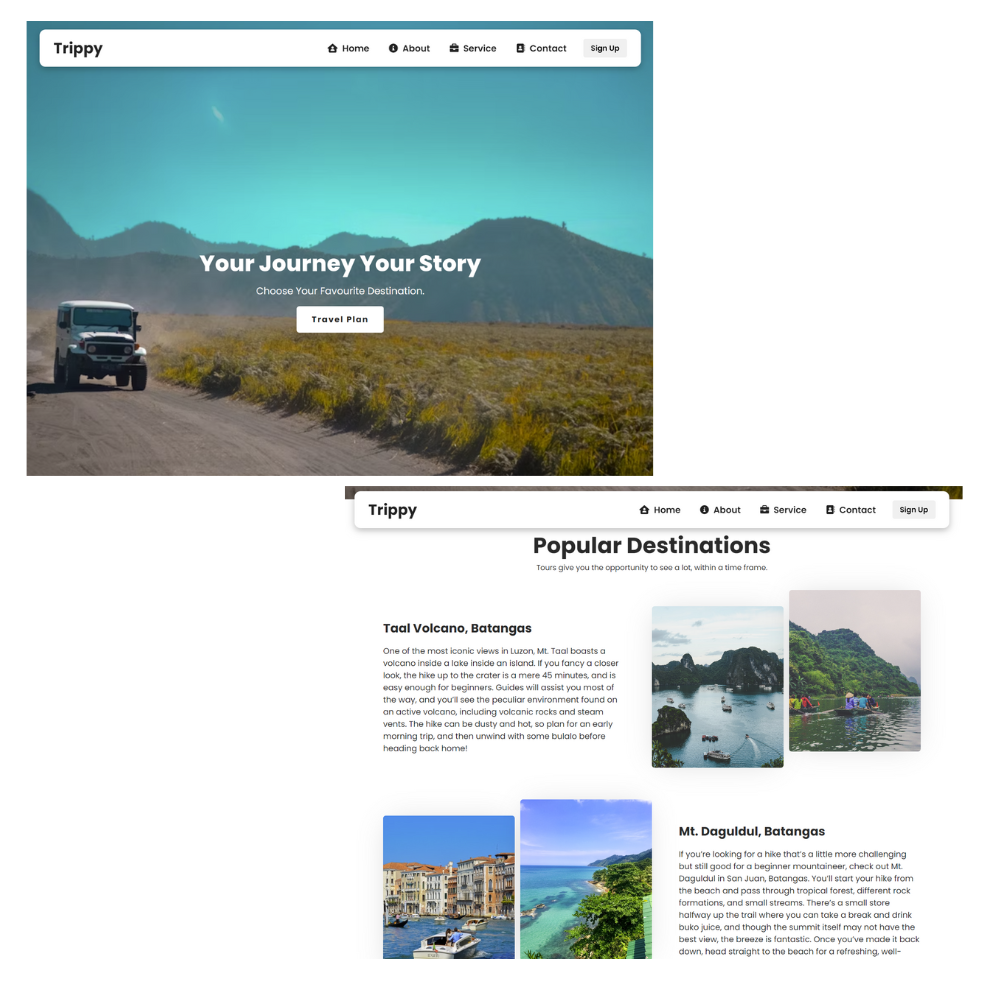 Trippy
Home
About
Service
Contact
Sign Up
Your Journey Your Story
Choose Your Favourite Destination.
Travel Plan
Trippy
Home
About
Service
Contact
Sign Up
Popular Destinations
Tours give you the opportunity to see a lot, within a time frame.
Taal Volcano, Batangas
One of the most iconic views in Luzon, Mt. Taal boasts a
volcano inside a lake inside an island. If you fancy a closer
look, the hike up to the crater is a mere 45 minutes, and is
easy enough for beginners. Guides will assist you most of
the way, and you'll see the peculiar environment found on
an active volcano, including volcanic rocks and steam
vents. The hike can be dusty and hot, so plan for an early
morning trip, and then unwind with some bulalo before
heading back home!
Mt. Daguldul, Batangas
If you're looking for a hike that's a little more challenging
but still good for a beginner mountaineer, check out Mt.
Daguldul in San Juan, Batangas. You'll start your hike from
the beach and pass through tropical forest, different rock
formations, and small streams. There's a small store
halfway up the trail where you can take a break and drink
buko juice, and though the summit itself may not have the
best view, the breeze is fantastic. Once you've made it back
down, head straight to the beach for a refreshing, well-